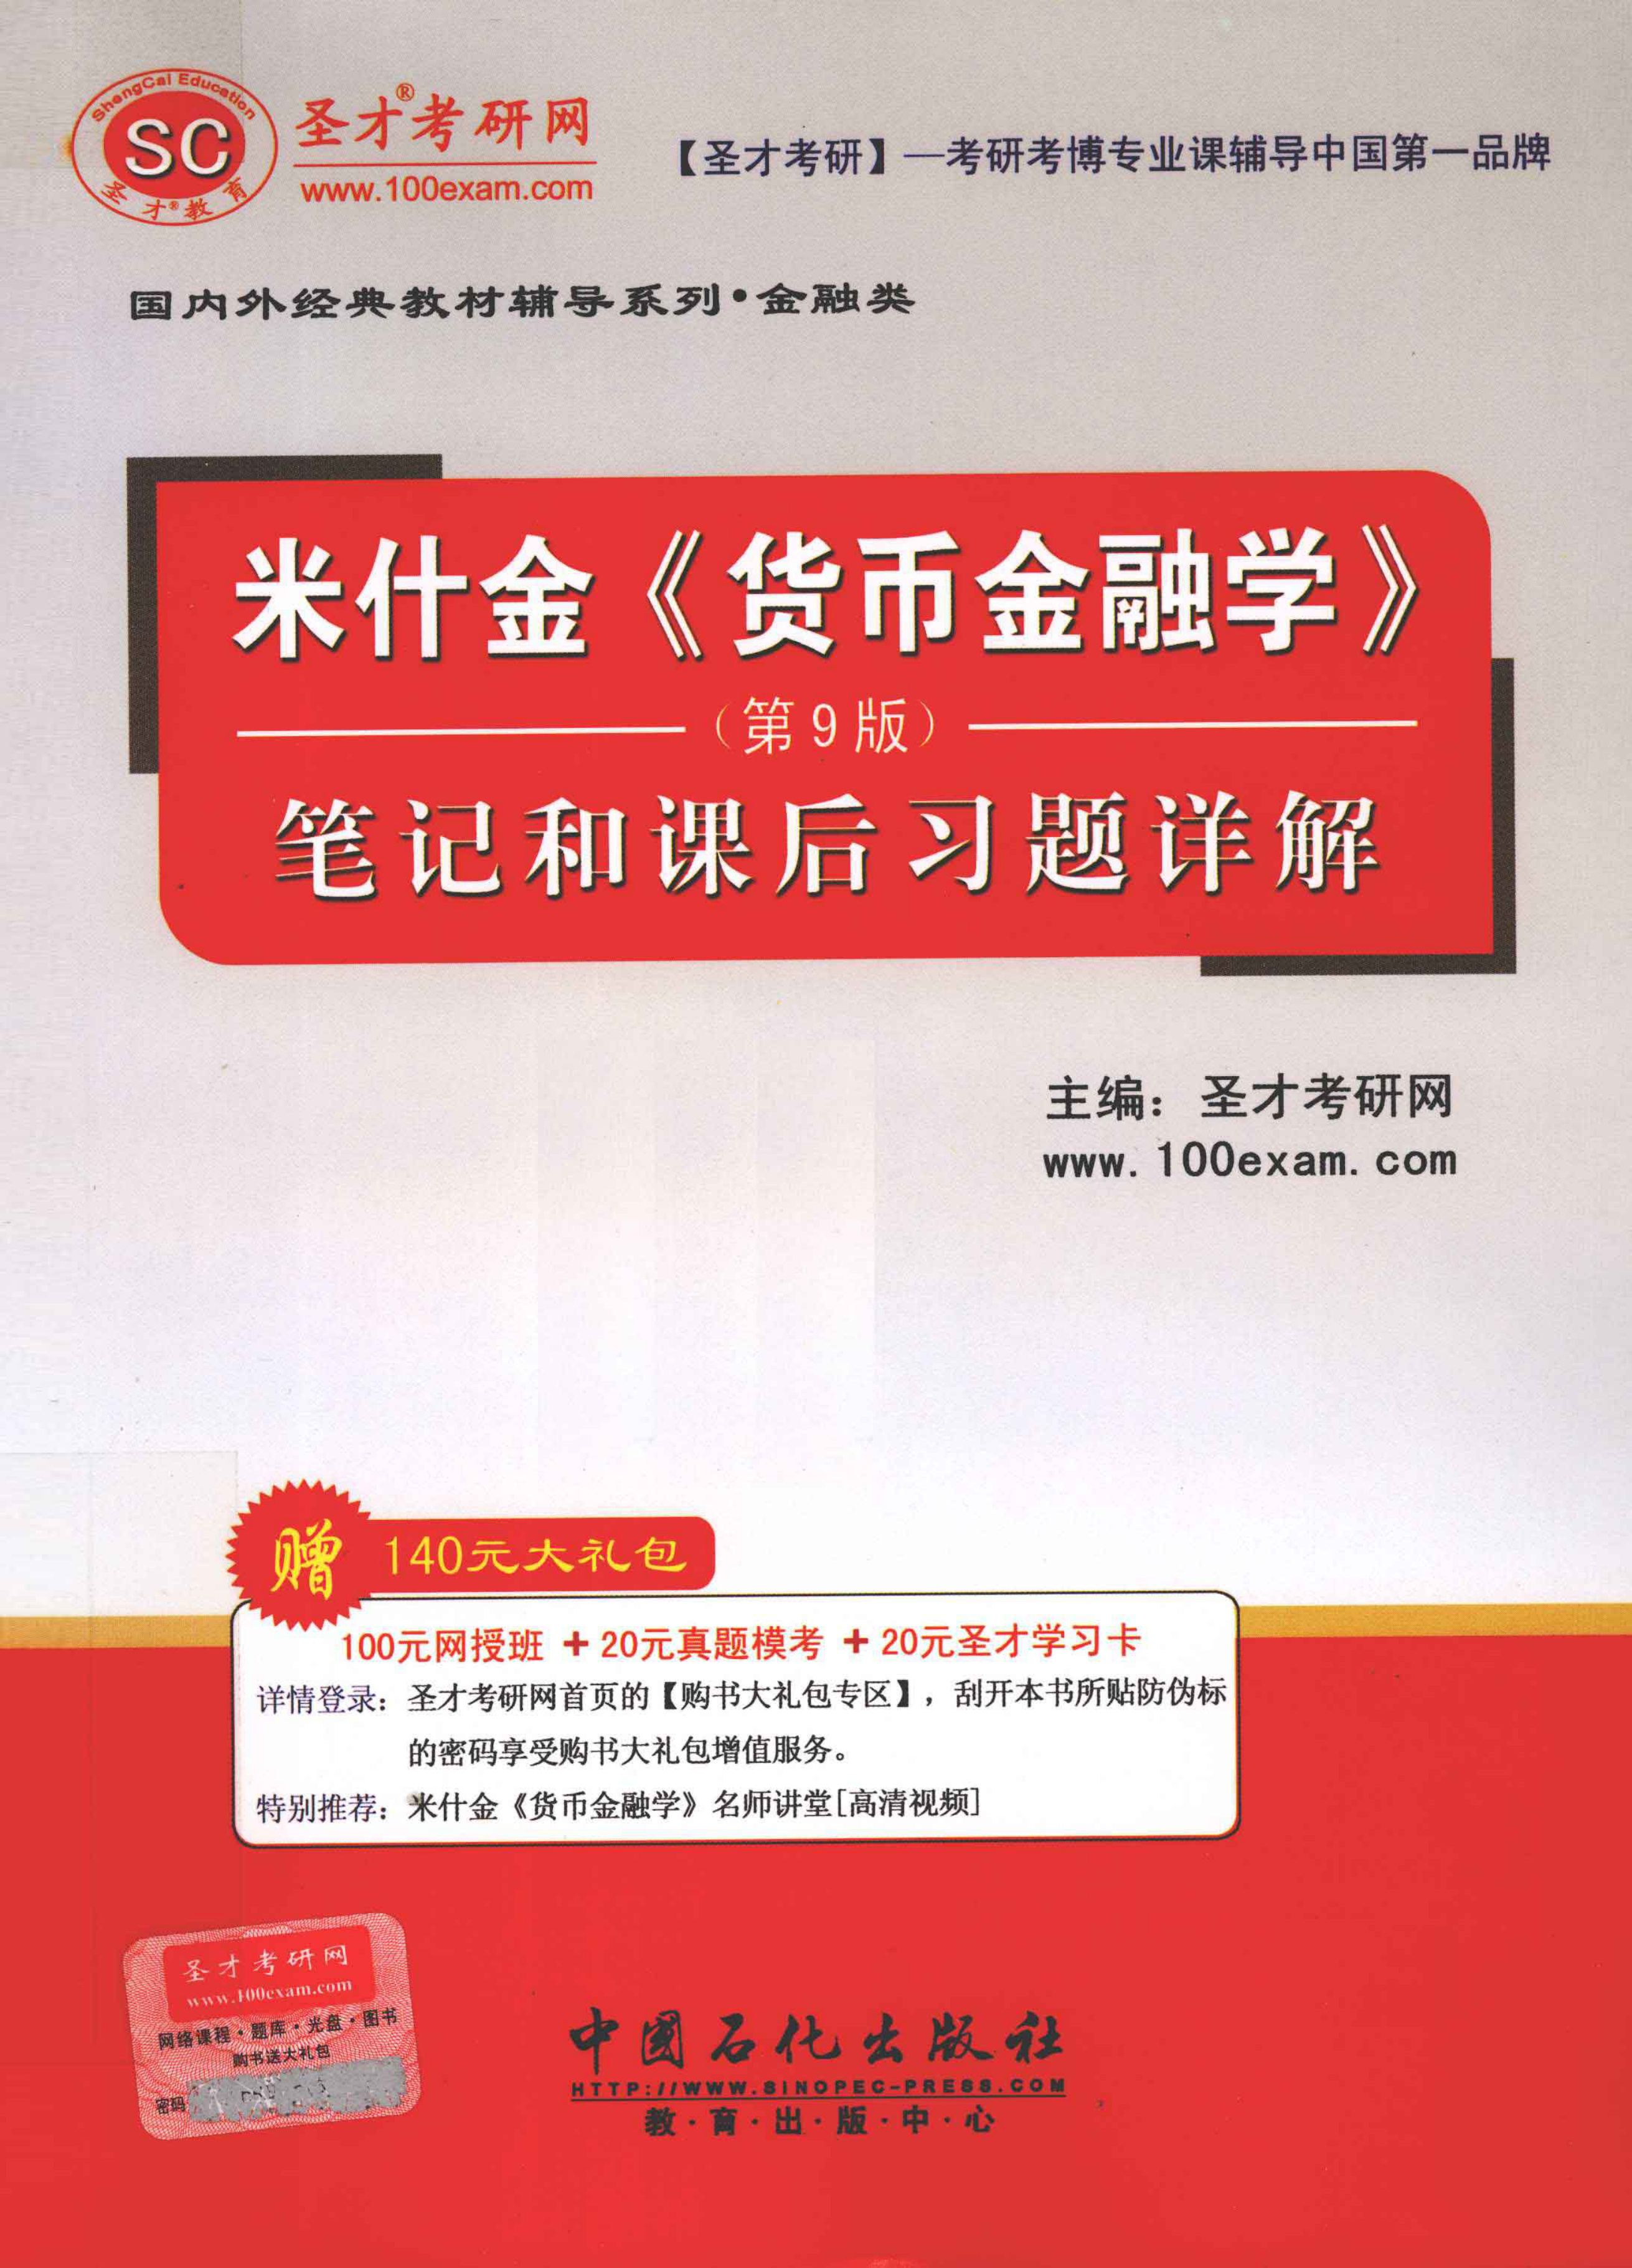 ShengCai Education
SC
圣才®教育
圣才®考研网
www.100exam.com
【圣才考研】—考研考博专业课辅导中国第一品牌
国内外经典教材辅导系列•金融类
米什金《货币金融学》
（第9版）
笔记和课后习题详解
主编：圣才考研网
www.100exam.com
赠 140元大礼包
100元网授班 + 20元真题模考 + 20元圣才学习卡
详情登录：圣才考研网首页的【购书大礼包专区】，刮开本书所贴防伪标
的密码享受购书大礼包增值服务。
特别推荐：米什金《货币金融学》名师讲堂[高清视频]
圣才考研网
www.100exam.com
网络课程·题库·光盘·图书
购书送大礼包
密码
中国石化出版社
HTTP://WWW.SINOPEC-PRESS.COM
教·育·出·版·中·心